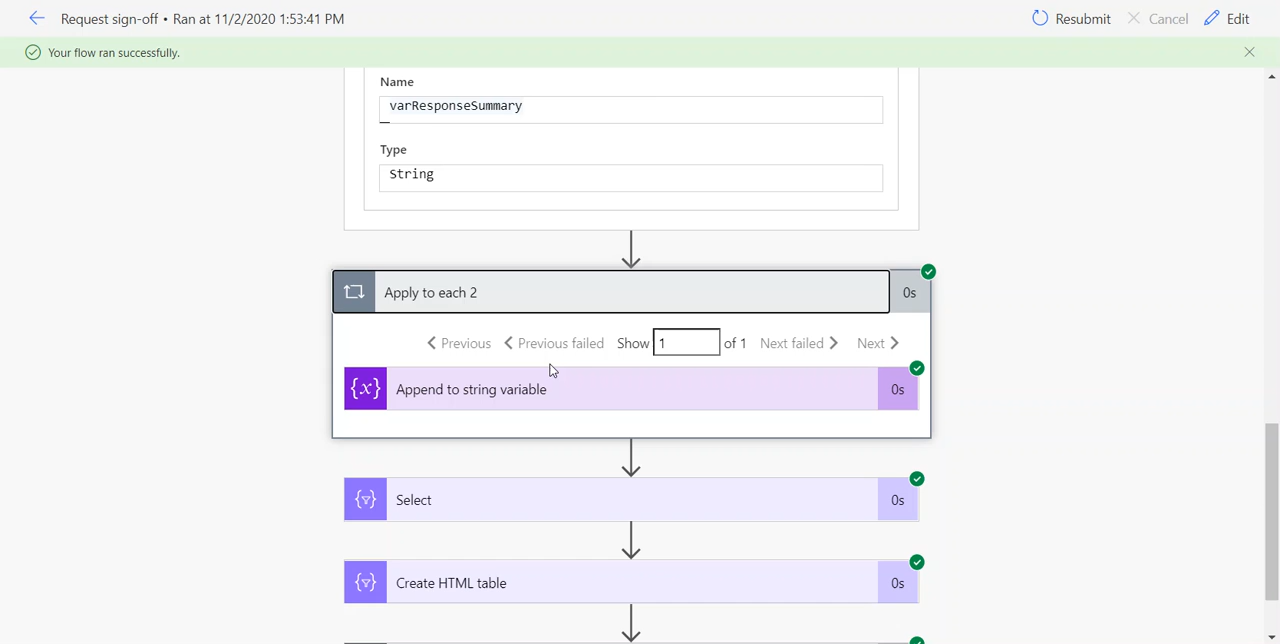 Request sign-off • Ran at 11/2/2020 1:53:41 PM Resubmit Cancel Edit
Your flow ran successfully.
Name
varResponseSummary
Type
String
Apply to each 2 0s
Previous Previous failed Show 1 of 1 Next failed Next
{x} Append to string variable 0s
Select 0s
Create HTML table 0s